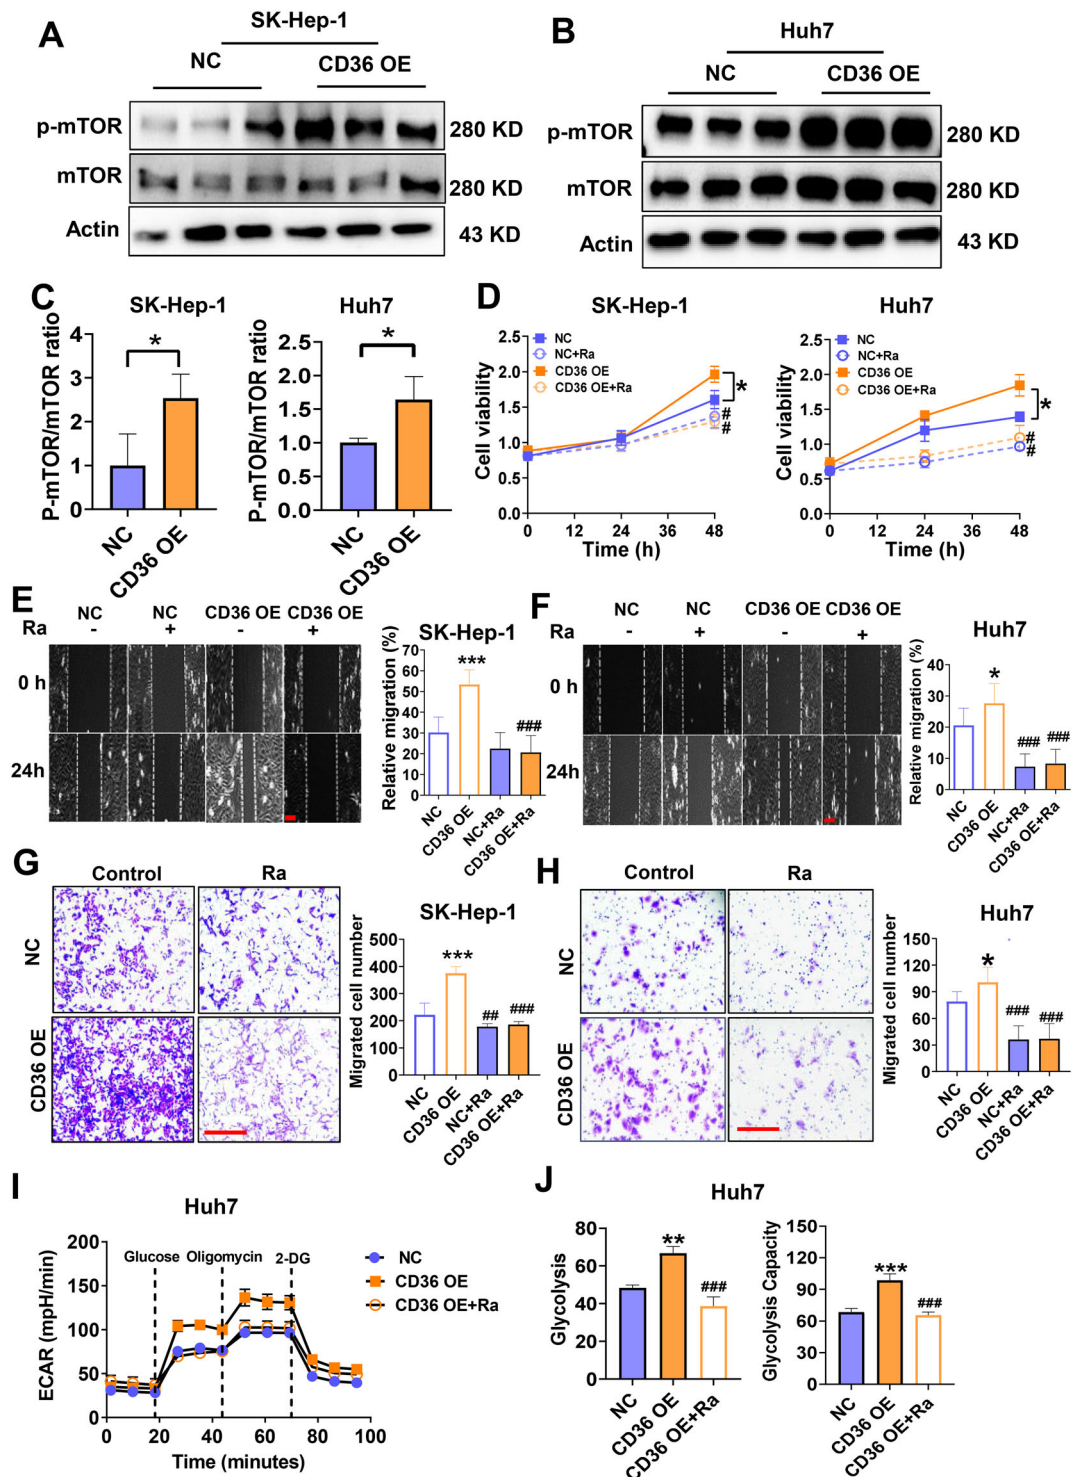 A
SK-Hep-1
NC
CD36 OE
p-mTOR
280 KD
mTOR
280 KD
Actin
43 KD
B
Huh7
NC
CD36 OE
p-mTOR
280 KD
mTOR
280 KD
Actin
43 KD
C
SK-Hep-1
P-mTOR/mTOR ratio
4
3
2
1
0
*
NC
CD36 OE
Huh7
P-mTOR/mTOR ratio
2.5
2.0
1.5
1.0
0.5
0.0
*
NC
CD36 OE
D
SK-Hep-1
Cell viability
2.5
2.0
1.5
1.0
0.5
0.0
NC
NC+Ra
CD36 OE
CD36 OE+Ra
*
#
#
0 12 24 36 48
Time (h)
Huh7
Cell viability
2.5
2.0
1.5
1.0
0.5
0.0
NC
NC+Ra
CD36 OE
CD36 OE+Ra
*
#
#
0 12 24 36 48
Time (h)
E
NC NC CD36 OE CD36 OE
Ra - + - +
0 h
24h
SK-Hep-1
Relative migration (%)
70
60
50
40
30
20
10
0
***
###
NC
CD36 OE
NC+Ra
CD36 OE+Ra
F
NC NC CD36 OE CD36 OE
Ra - + - +
0 h
24h
Huh7
Relative migration (%)
40
30
20
10
0
*
###
###
NC
CD36 OE
NC+Ra
CD36 OE+Ra
G
Control Ra
NC
CD36 OE
SK-Hep-1
Migrated cell number
500
400
300
200
100
0
***
##
###
NC
CD36 OE
NC+Ra
CD36 OE+Ra
H
Control Ra
NC
CD36 OE
Huh7
Migrated cell number
150
120
90
60
30
0
*
###
###
NC
CD36 OE
NC+Ra
CD36 OE+Ra
I
Huh7
ECAR (mpH/min)
200
150
100
50
0
Glucose Oligomycin 2-DG
NC
CD36 OE
CD36 OE+Ra
0 20 40 60 80 100
Time (minutes)
J
Huh7
Glycolysis
80
60
40
20
0
**
###
NC
CD36 OE
CD36 OE+Ra
Glycolysis Capacity
150
120
90
60
30
0
***
###
NC
CD36 OE
CD36 OE+Ra